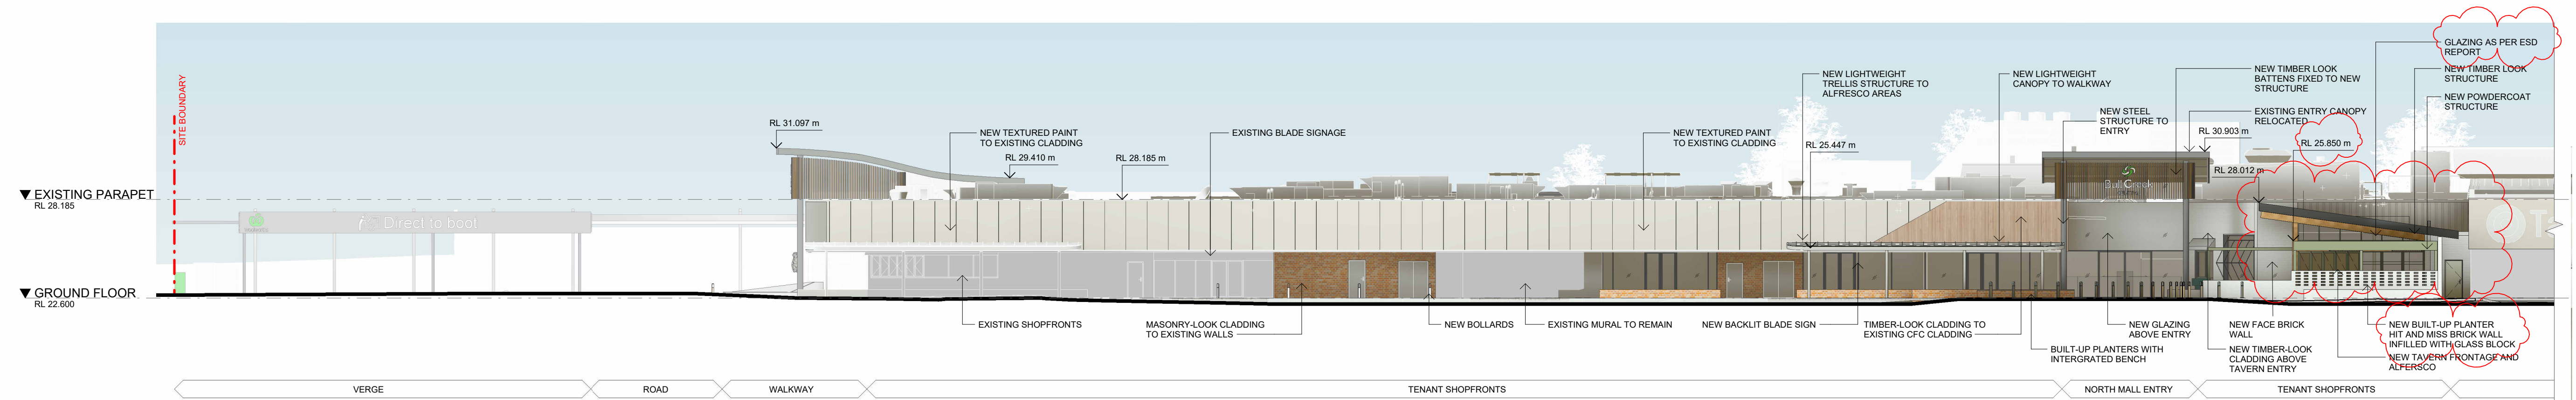 GLAZING AS PER ESD
REPORT
NEW LIGHTWEIGHT
TRELLIS STRUCTURE TO
ALFRESCO AREAS
NEW LIGHTWEIGHT
CANOPY TO WALKWAY
NEW TIMBER LOOK
BATTENS FIXED TO NEW
STRUCTURE
NEW TIMBER LOOK
STRUCTURE
NEW POWDERCOAT
STRUCTURE
SITE BOUNDARY
NEW STEEL
STRUCTURE TO
ENTRY
EXISTING ENTRY CANOPY
RELOCATED
RL 31.097 m
NEW TEXTURED PAINT
TO EXISTING CLADDING
EXISTING BLADE SIGNAGE
NEW TEXTURED PAINT
TO EXISTING CLADDING
RL 30.903 m
RL 25.447 m
RL 25.850 m
RL 29.410 m
RL 28.185 m
RL 28.012 m
EXISTING PARAPET
RL 28.185
Bull Creek
Direct to boot
GROUND FLOOR
RL 22.600
EXISTING SHOPFRONTS
MASONRY-LOOK CLADDING
TO EXISTING WALLS
NEW BOLLARDS
EXISTING MURAL TO REMAIN
NEW BACKLIT BLADE SIGN
TIMBER-LOOK CLADDING TO
EXISTING CFC CLADDING
BUILT-UP PLANTERS WITH
INTERGRATED BENCH
NEW GLAZING
ABOVE ENTRY
NEW FACE BRICK
WALL
NEW TIMBER-LOOK
CLADDING ABOVE
TAVERN ENTRY
NEW BUILT-UP PLANTER
HIT AND MISS BRICK WALL
INFILLED WITH GLASS BLOCK
NEW TAVERN FRONTAGE AND
ALFERSCO
VERGE
ROAD
WALKWAY
TENANT SHOPFRONTS
NORTH MALL ENTRY
TENANT SHOPFRONTS